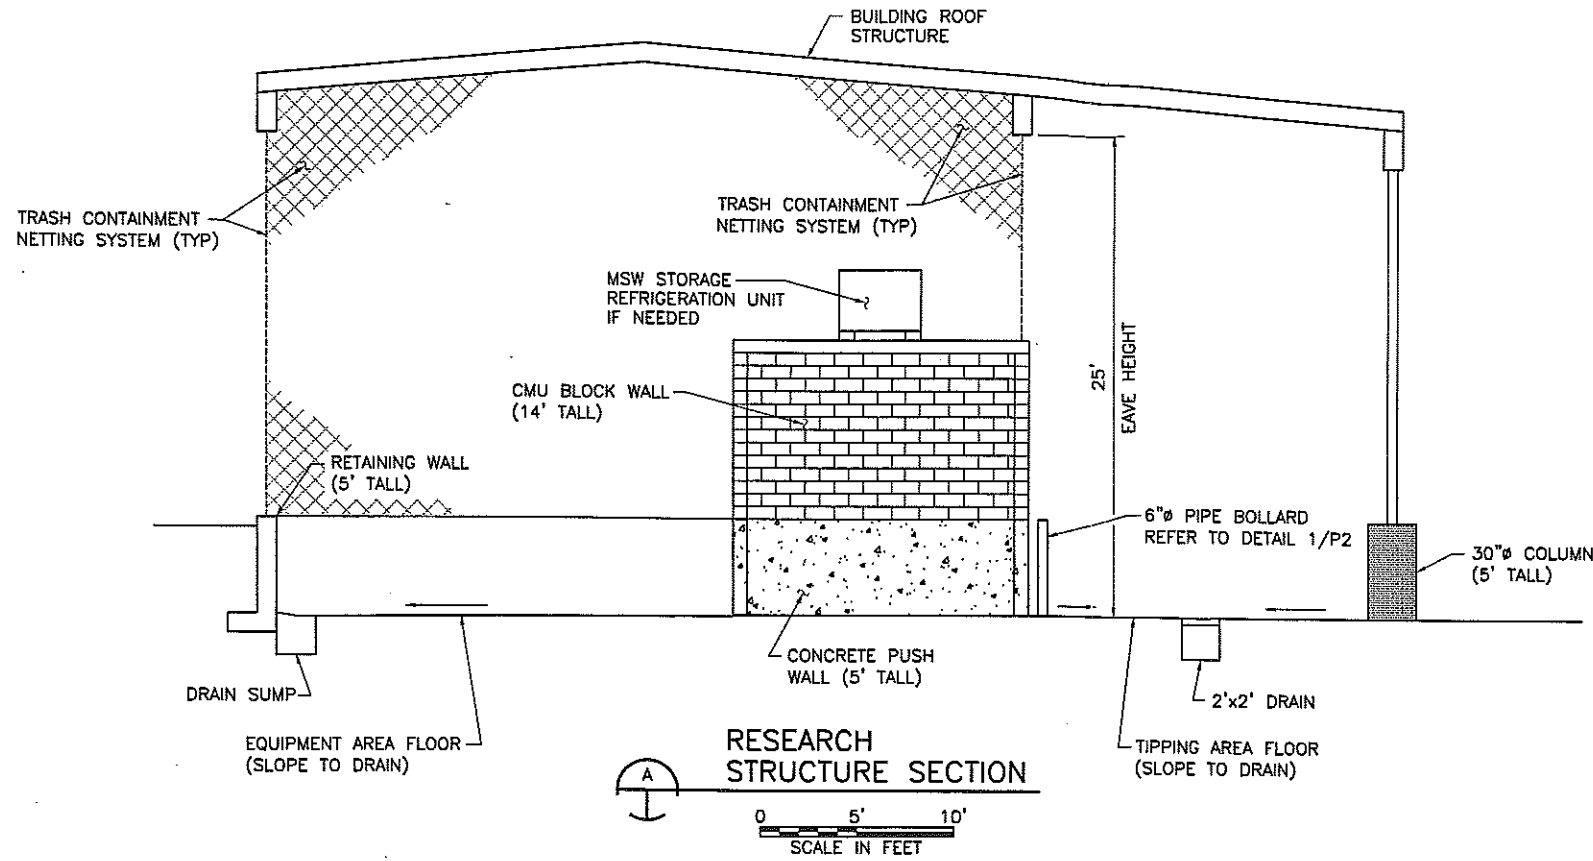 BUILDING ROOF
STRUCTURE
TRASH CONTAINMENT
NETTING SYSTEM (TYP)
TRASH CONTAINMENT
NETTING SYSTEM (TYP)
MSW STORAGE
REFRIGERATION UNIT
IF NEEDED
CMU BLOCK WALL
(14' TALL)
25'
EAVE HEIGHT
RETAINING WALL
(5' TALL)
6"ø PIPE BOLLARD
REFER TO DETAIL 1/P2
30"ø COLUMN
(5' TALL)
CONCRETE PUSH
WALL (5' TALL)
DRAIN SUMP
2'x2' DRAIN
EQUIPMENT AREA FLOOR
(SLOPE TO DRAIN)
TIPPING AREA FLOOR
(SLOPE TO DRAIN)
A
RESEARCH
STRUCTURE SECTION
0 5' 10'
SCALE IN FEET